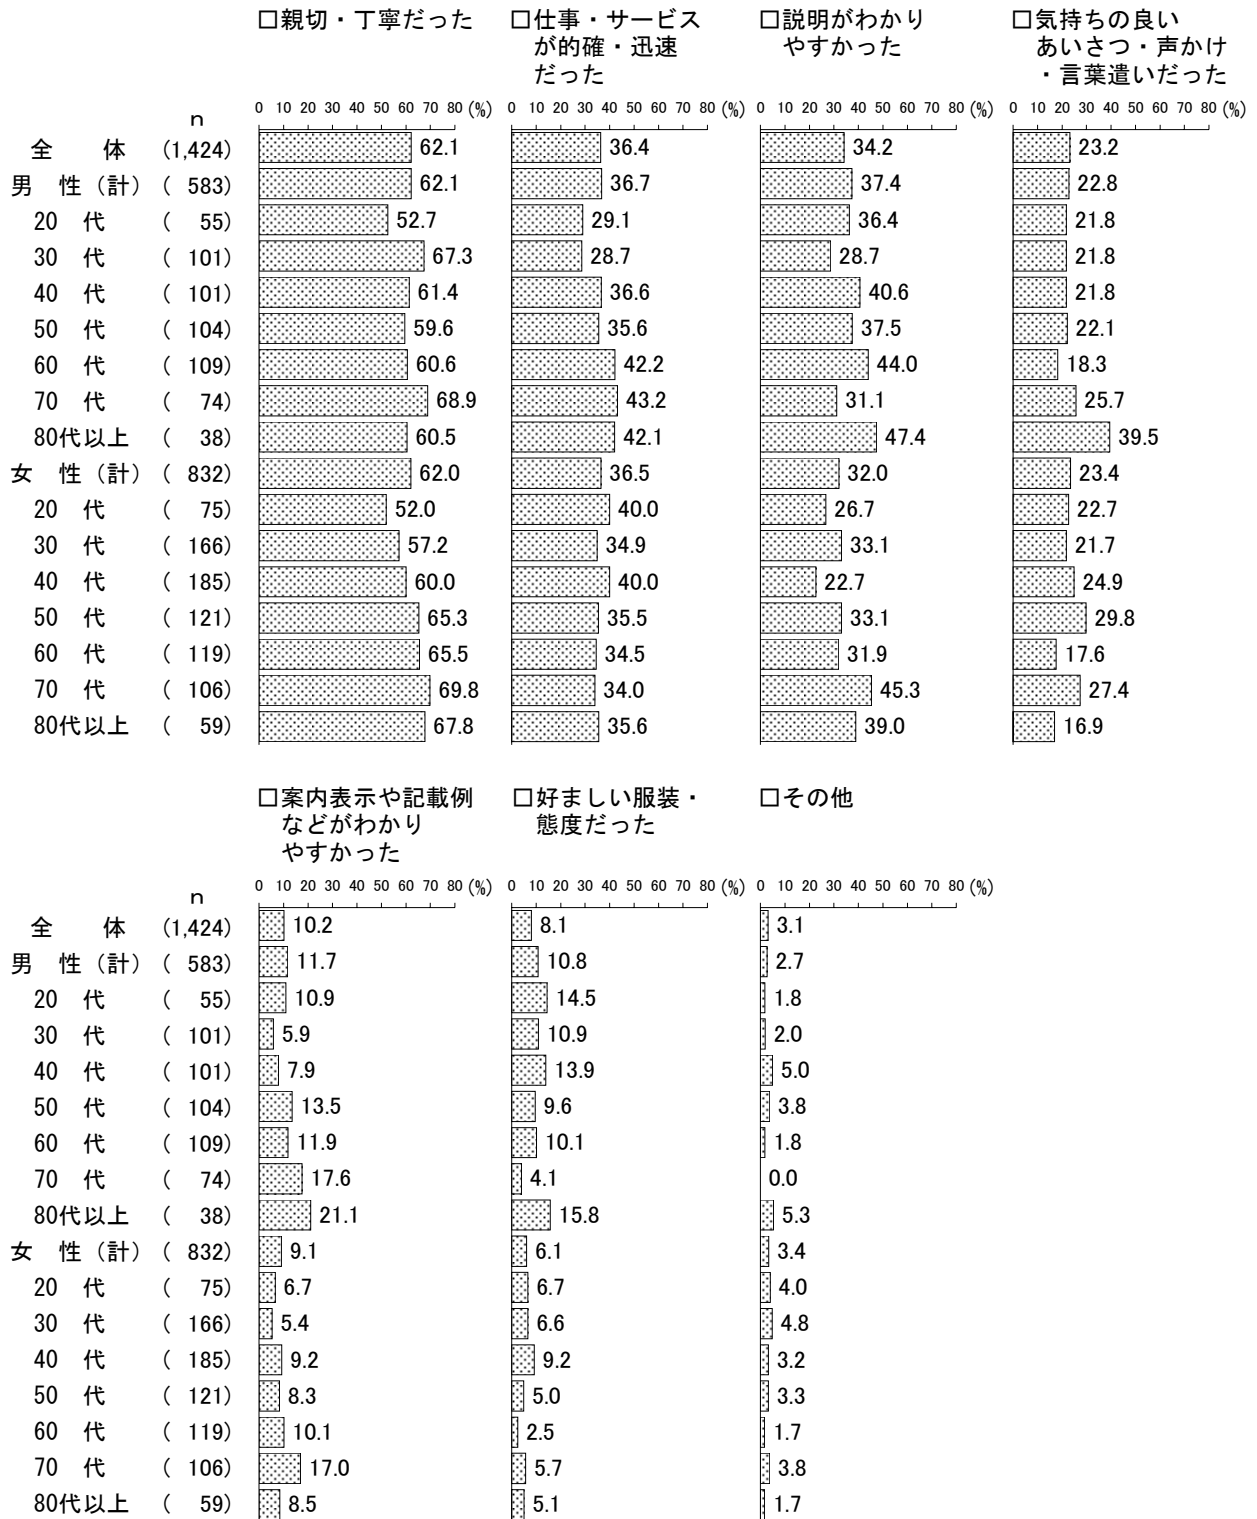 □親切・丁寧だった
□仕事・サービス
が的確・迅速
だった
□説明がわかり
やすかった
□気持ちの良い
あいさつ・声かけ
・言葉遣いだった
n 0 10 20 30 40 50 60 70 80 (%) 0 10 20 30 40 50 60 70 80 (%) 0 10 20 30 40 50 60 70 80 (%) 0 10 20 30 40 50 60 70 80 (%)
全 体 (1,424) 62.1 36.4 34.2 23.2
男 性（計） ( 583) 62.1 36.7 37.4 22.8
20 代 ( 55) 52.7 29.1 36.4 21.8
30 代 ( 101) 67.3 28.7 28.7 21.8
40 代 ( 101) 61.4 36.6 40.6 21.8
50 代 ( 104) 59.6 35.6 37.5 22.1
60 代 ( 109) 60.6 42.2 44.0 18.3
70 代 ( 74) 68.9 43.2 31.1 25.7
80代以上 ( 38) 60.5 42.1 47.4 39.5
女 性（計） ( 832) 62.0 36.5 32.0 23.4
20 代 ( 75) 52.0 40.0 26.7 22.7
30 代 ( 166) 57.2 34.9 33.1 21.7
40 代 ( 185) 60.0 40.0 22.7 24.9
50 代 ( 121) 65.3 35.5 33.1 29.8
60 代 ( 119) 65.5 34.5 31.9 17.6
70 代 ( 106) 69.8 34.0 45.3 27.4
80代以上 ( 59) 67.8 35.6 39.0 16.9
□案内表示や記載例
などがわかり
やすかった
□好ましい服装・
態度だった
□その他
n 0 10 20 30 40 50 60 70 80 (%) 0 10 20 30 40 50 60 70 80 (%) 0 10 20 30 40 50 60 70 80 (%)
全 体 (1,424) 10.2 8.1 3.1
男 性（計） ( 583) 11.7 10.8 2.7
20 代 ( 55) 10.9 14.5 1.8
30 代 ( 101) 5.9 10.9 2.0
40 代 ( 101) 7.9 13.9 5.0
50 代 ( 104) 13.5 9.6 3.8
60 代 ( 109) 11.9 10.1 1.8
70 代 ( 74) 17.6 4.1 0.0
80代以上 ( 38) 21.1 15.8 5.3
女 性（計） ( 832) 9.1 6.1 3.4
20 代 ( 75) 6.7 6.7 4.0
30 代 ( 166) 5.4 6.6 4.8
40 代 ( 185) 9.2 9.2 3.2
50 代 ( 121) 8.3 5.0 3.3
60 代 ( 119) 10.1 2.5 1.7
70 代 ( 106) 17.0 5.7 3.8
80代以上 ( 59) 8.5 5.1 1.7